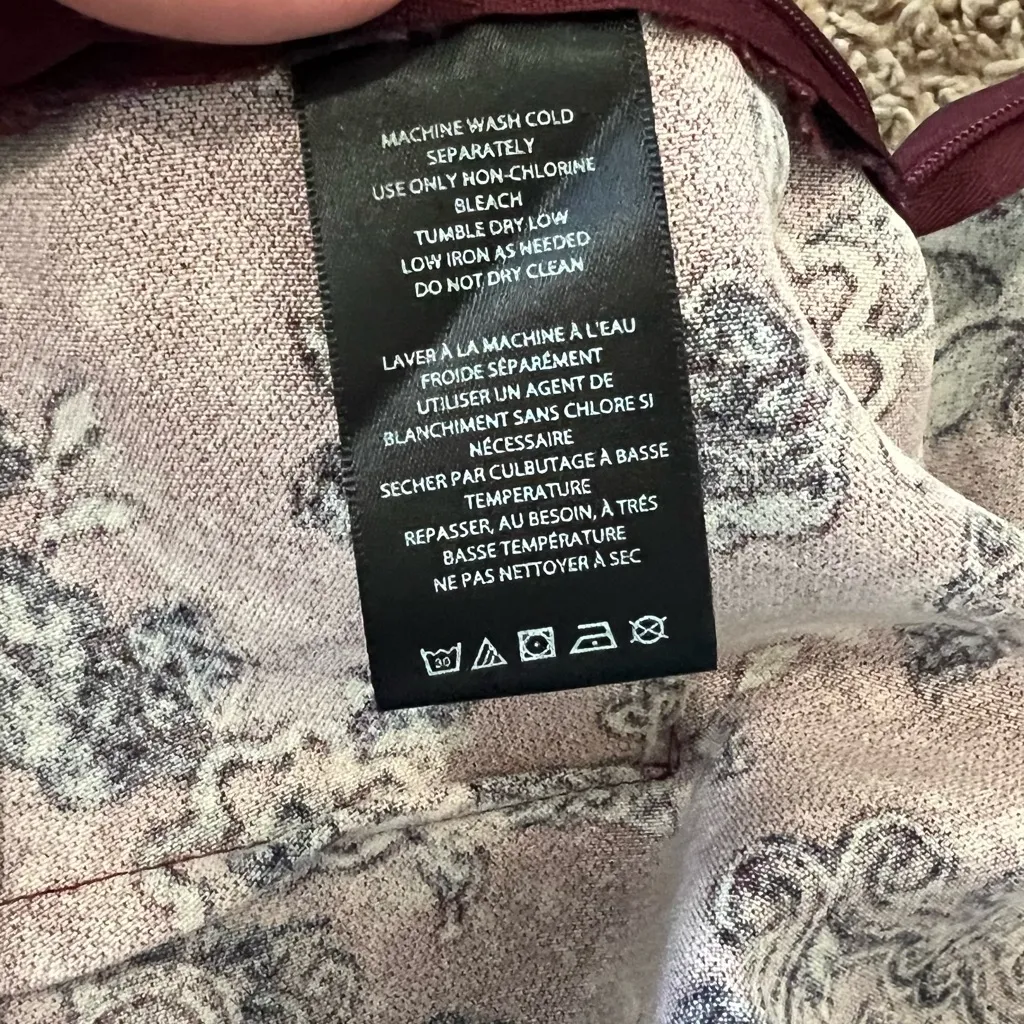 MACHINE WASH COLD
SEPARATELY
USE ONLY NON-CHLORINE
BLEACH
TUMBLE DRY LOW
LOW IRON AS NEEDED
DO NOT DRY CLEAN
LAVER À LA MACHINE À L'EAU
FROIDE SÉPARÉMENT
UTILISER UN AGENT DE
BLANCHIMENT SANS CHLORE SI
NÉCESSAIRE
SECHER PAR CULBUTAGE À BASSE
TEMPERATURE
REPASSER, AU BESOIN, À TRÉS
BASSE TEMPÉRATURE
NE PAS NETTOYER À SEC
30